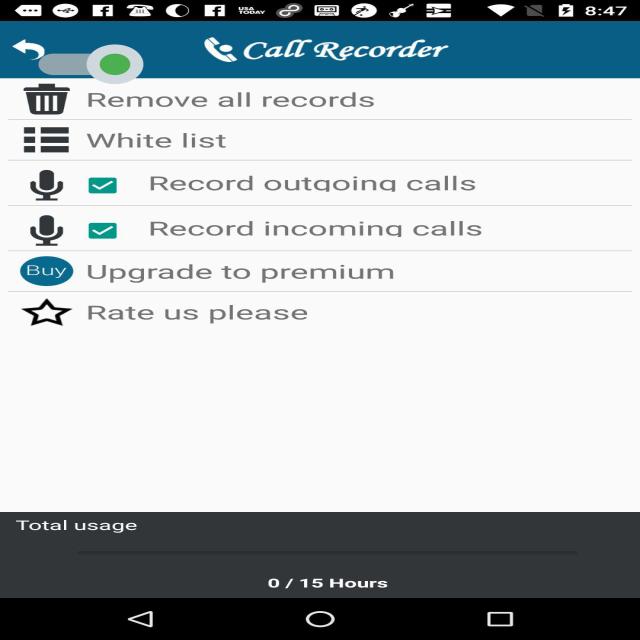 USA TODAY
8:47
Call Recorder
Remove all records
White list
Record outgoing calls
Record incoming calls
Buy
Upgrade to premium
Rate us please
Total usage
0 / 15 Hours